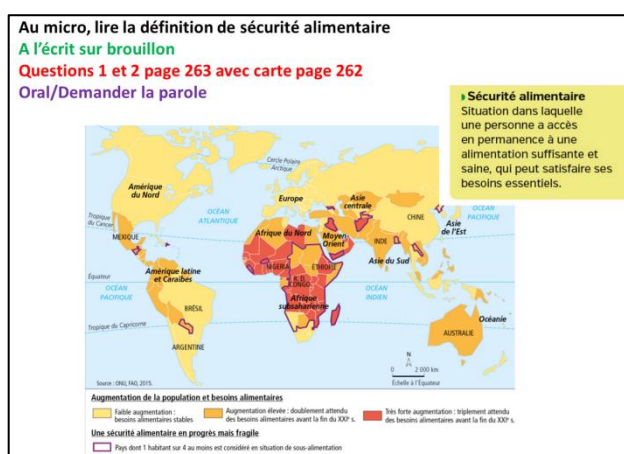 Au micro, lire la définition de sécurité alimentaire
A l'écrit sur brouillon
Questions 1 et 2 page 263 avec carte page 262
Oral/Demander la parole
Sécurité alimentaire
Situation dans laquelle
une personne a accès
en permanence à une
alimentation suffisante et
saine, qui peut satisfaire ses
besoins essentiels.
Cercle Polaire
Arctique
Amérique
du Nord
Europe
Asie
centrale
OCÉAN
ATLANTIQUE
CHINE
OCÉAN
PACIFIQUE
Asie
de l'Est
Tropique
du Cancer
MEXIQUE
Afrique du Nord
Moyen
Orient
INDE
Asie du Sud
NIGERIA
ÉTHIOPIE
Amérique latine
et Caraïbes
Équateur
R. D.
CONGO
OCÉAN
PACIFIQUE
BRÉSIL
Afrique
subsaharienne
OCÉAN
INDIEN
Océanie
Tropique du Capricorne
AUSTRALIE
ARGENTINE
N
2 000 km
Échelle à l'Équateur
Source : ONU, FAO, 2015.
Augmentation de la population et besoins alimentaires
Faible augmentation :
besoins alimentaires stables
Augmentation élevée : doublement attendu
des besoins alimentaires avant la fin du XXIe s.
Très forte augmentation : triplement attendu
des besoins alimentaires avant la fin du XXIe s.
Une sécurité alimentaire en progrès mais fragile
Pays dont 1 habitant sur 4 au moins est considéré en situation de sous-alimentation